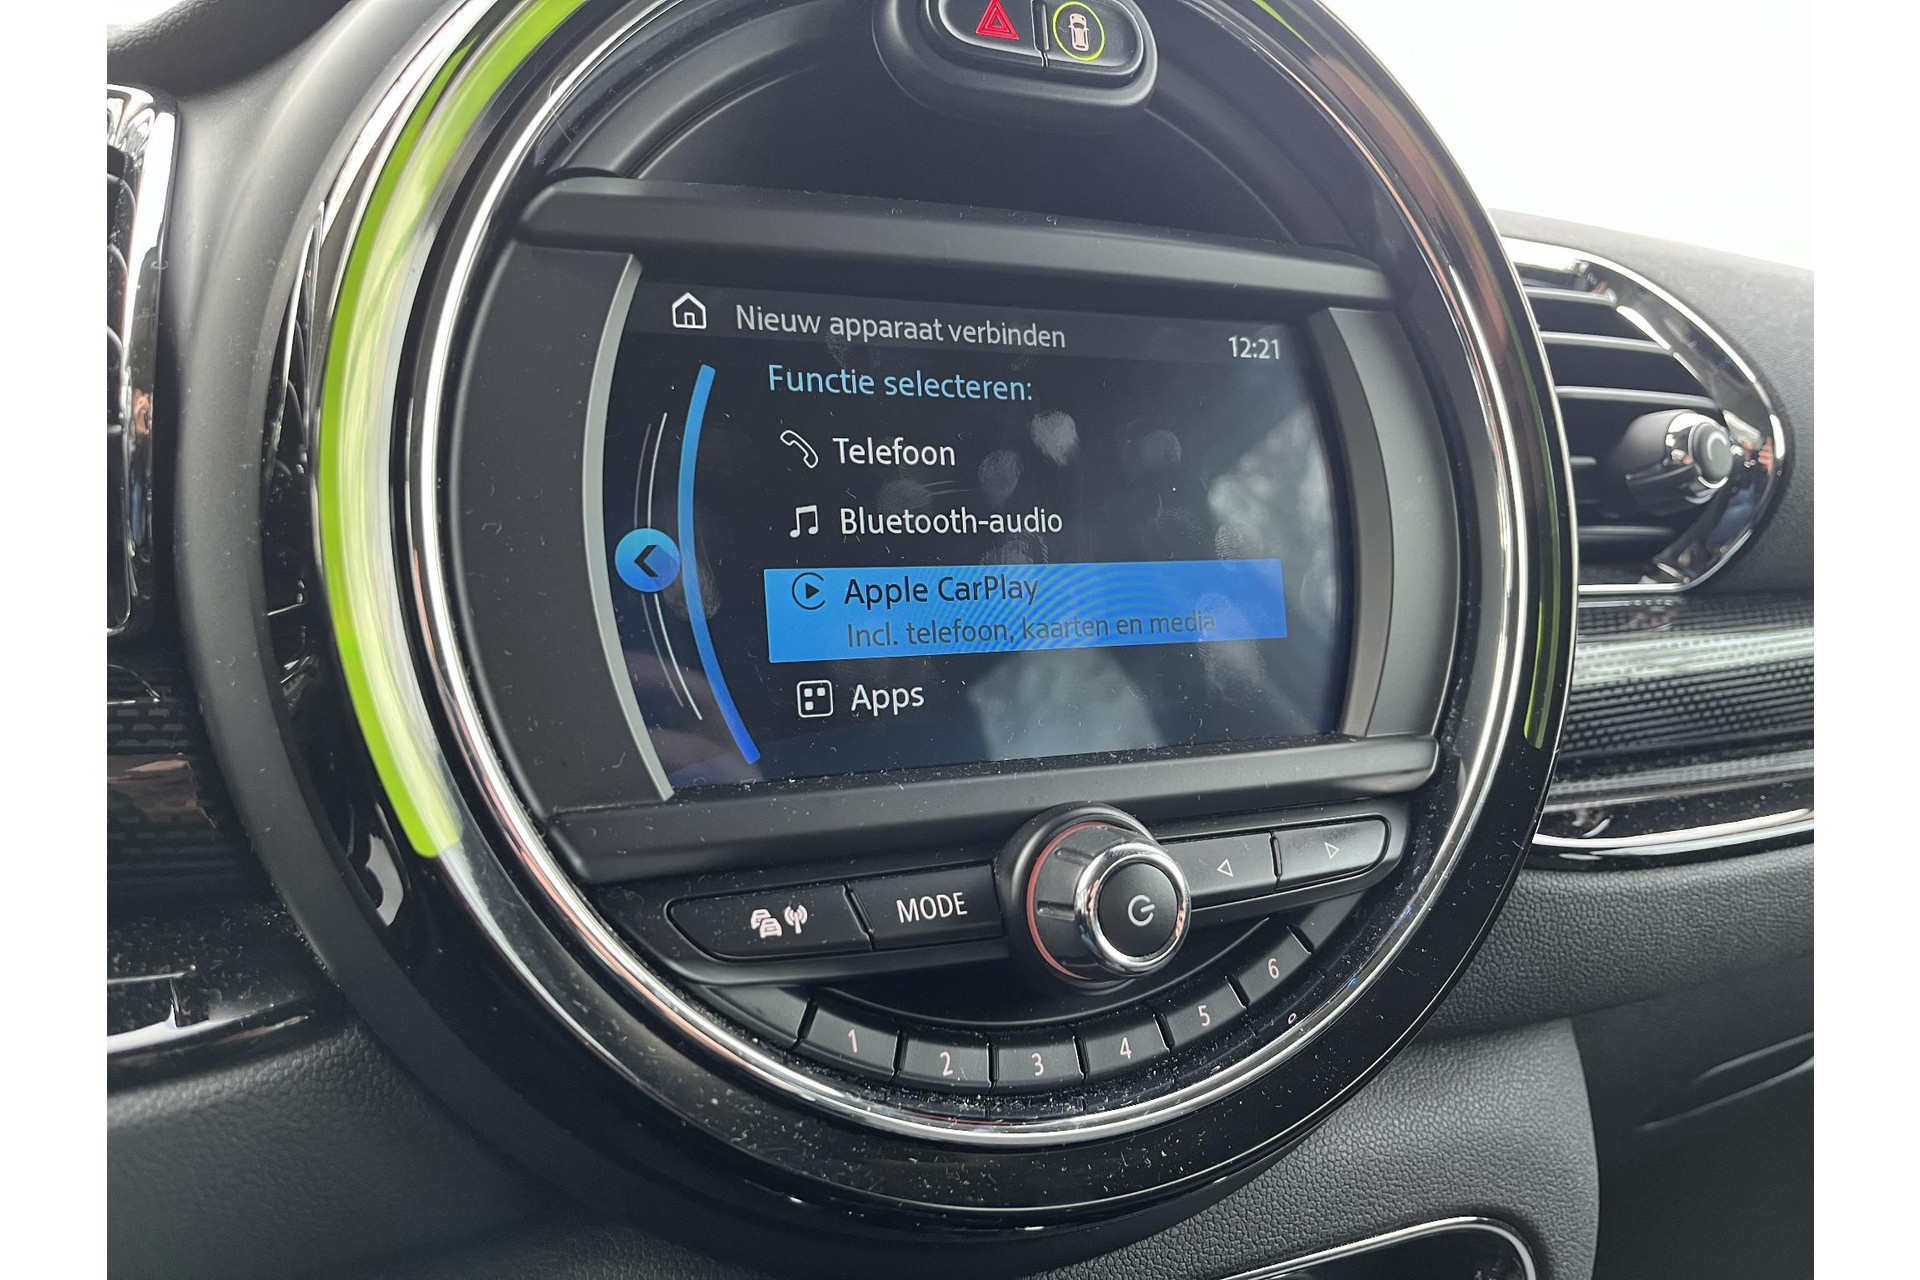 Nieuw apparaat verbinden
12:21
Functie selecteren:
Telefoon
Bluetooth-audio
Apple CarPlay
Incl. telefoon, kaarten en media
Apps
MODE
1 2 3 4 5 6